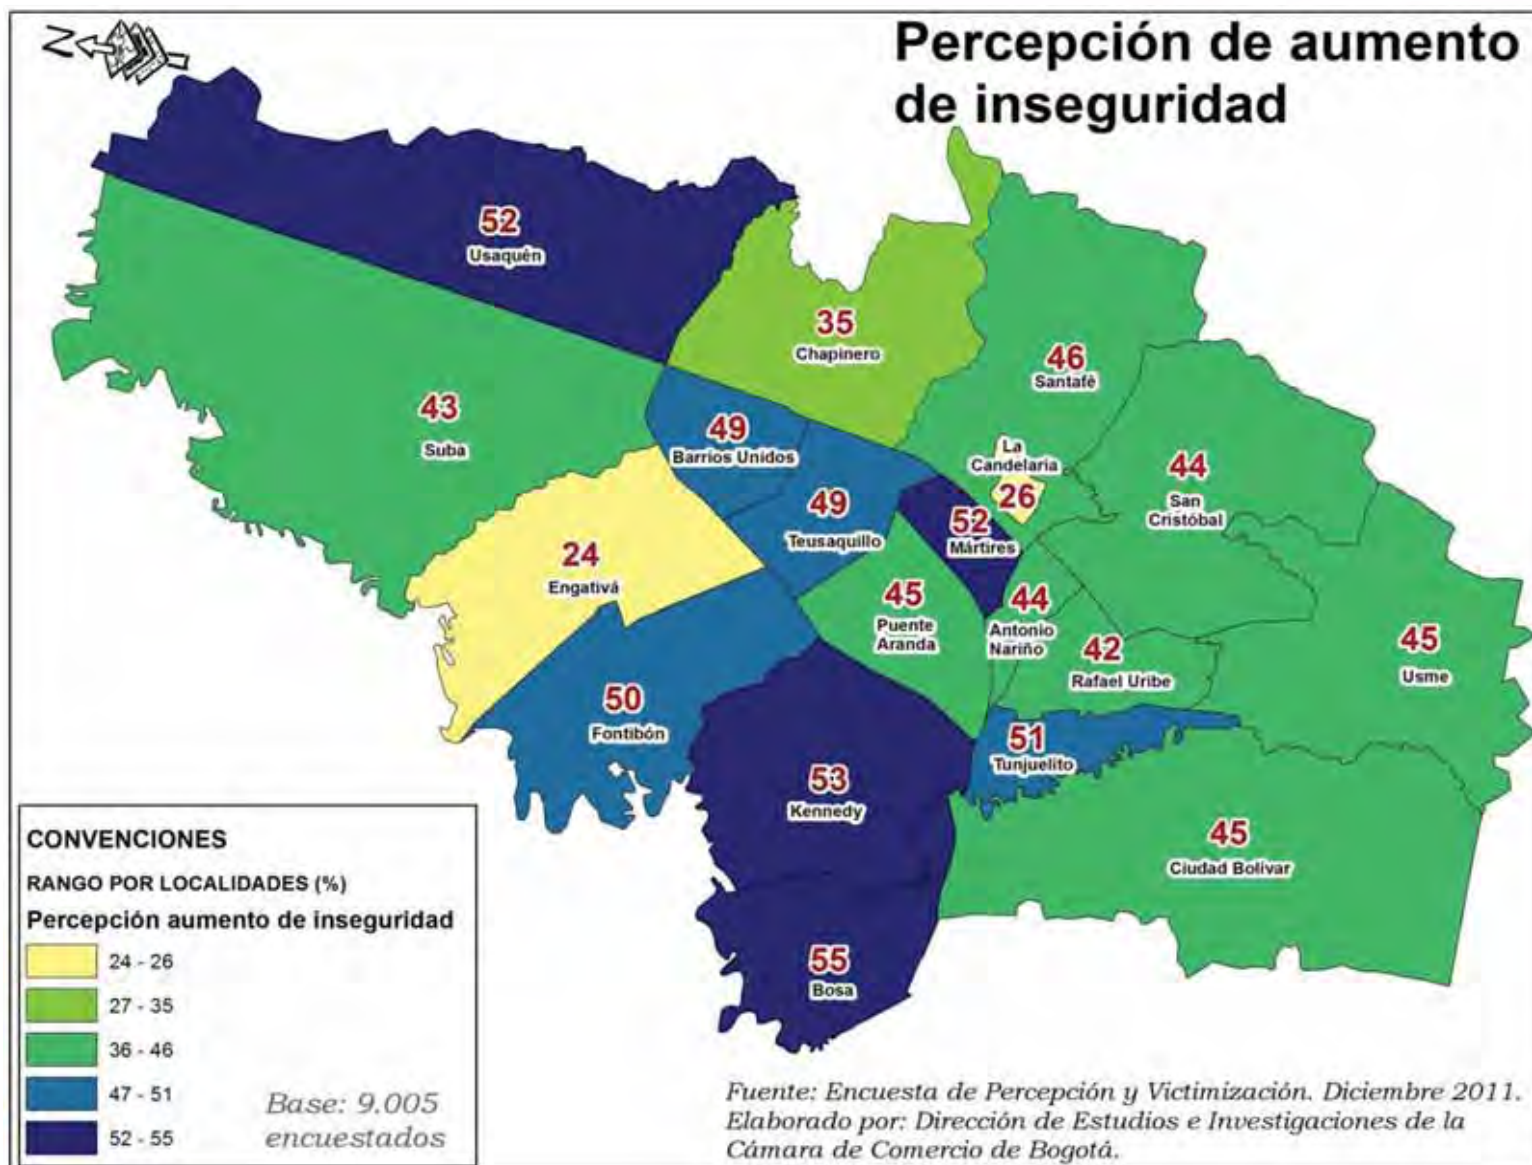 N
Percepción de aumento
de inseguridad
52
Usaquén
35
Chapinero
46
Santafé
43
Suba
49
Barrios Unidos
La
Candelaria
26
44
San
Cristóbal
49
Teusaquillo
52
Mártires
24
Engativá
45
Puente
Aranda
44
Antonio
Nariño
42
Rafael Uribe
45
Usme
50
Fontibón
51
Tunjuelito
53
Kennedy
45
Ciudad Bolívar
55
Bosa
CONVENCIONES
RANGO POR LOCALIDADES (%)
Percepción aumento de inseguridad
24 - 26
27 - 35
36 - 46
47 - 51
52 - 55
Base: 9.005
encuestados
Fuente: Encuesta de Percepción y Victimización. Diciembre 2011.
Elaborado por: Dirección de Estudios e Investigaciones de la
Cámara de Comercio de Bogotá.